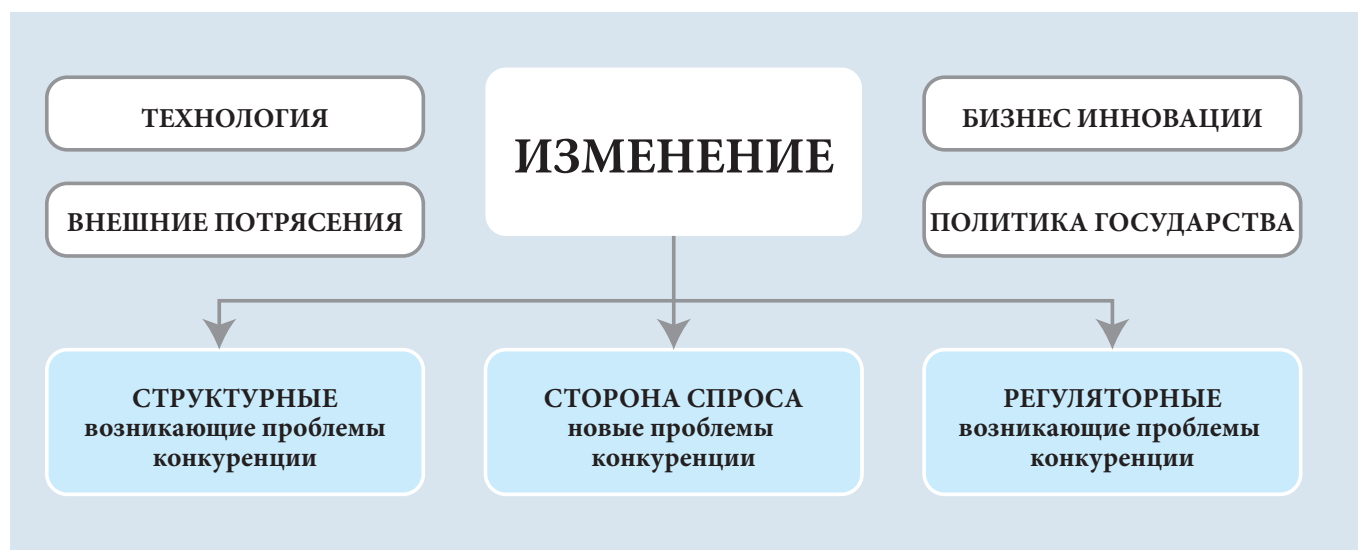 ТЕХНОЛОГИЯ
ИЗМЕНЕНИЕ
БИЗНЕС ИННОВАЦИИ
ВНЕШНИЕ ПОТРЯСЕНИЯ
ПОЛИТИКА ГОСУДАРСТВА
СТРУКТУРНЫЕ
возникающие проблемы
конкуренции
СТОРОНА СПРОСА
новые проблемы
конкуренции
РЕГУЛЯТОРНЫЕ
возникающие проблемы
конкуренции